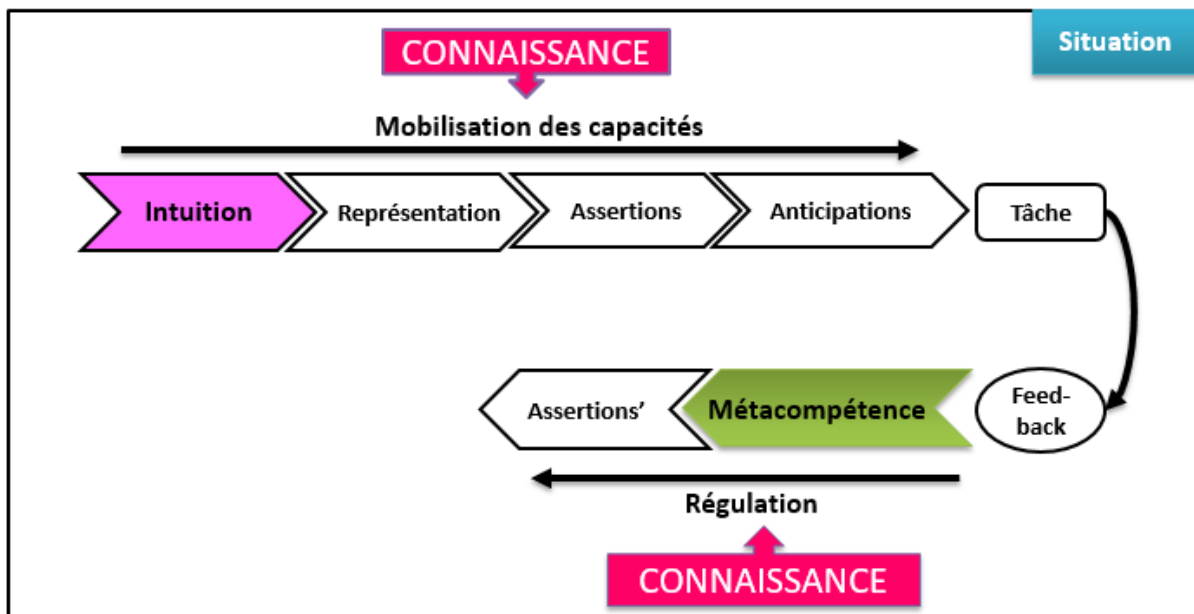 CONNAISSANCE
Situation
Mobilisation des capacités
Intuition
Représentation
Assertions
Anticipations
Tâche
Assertions’
Métacompétence
Feed-
back
Régulation
CONNAISSANCE